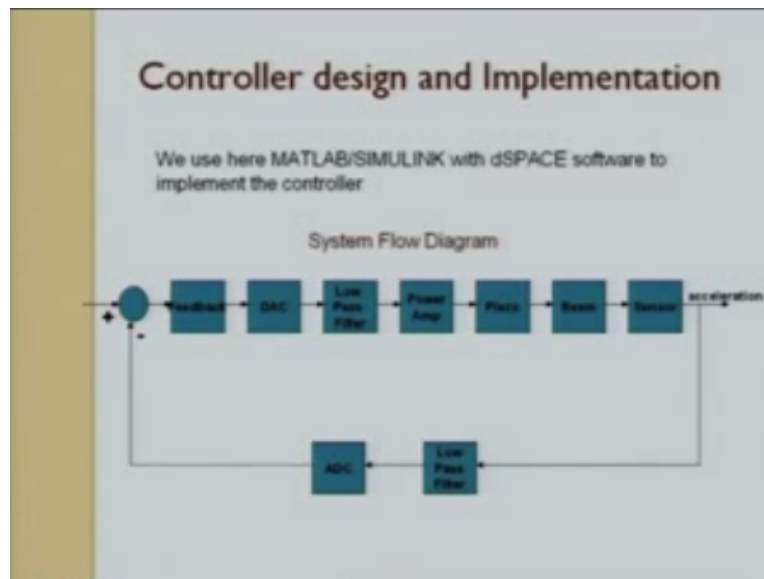 Controller design and Implementation
We use here MATLAB/SIMULINK with dSPACE software to
implement the controller
System Flow Diagram
+
-
Feedback
DAC
Low
Pass
Filter
Power
Amp
Piezo
Beam
Sensor
acceleration
ADC
Low
Pass
Filter